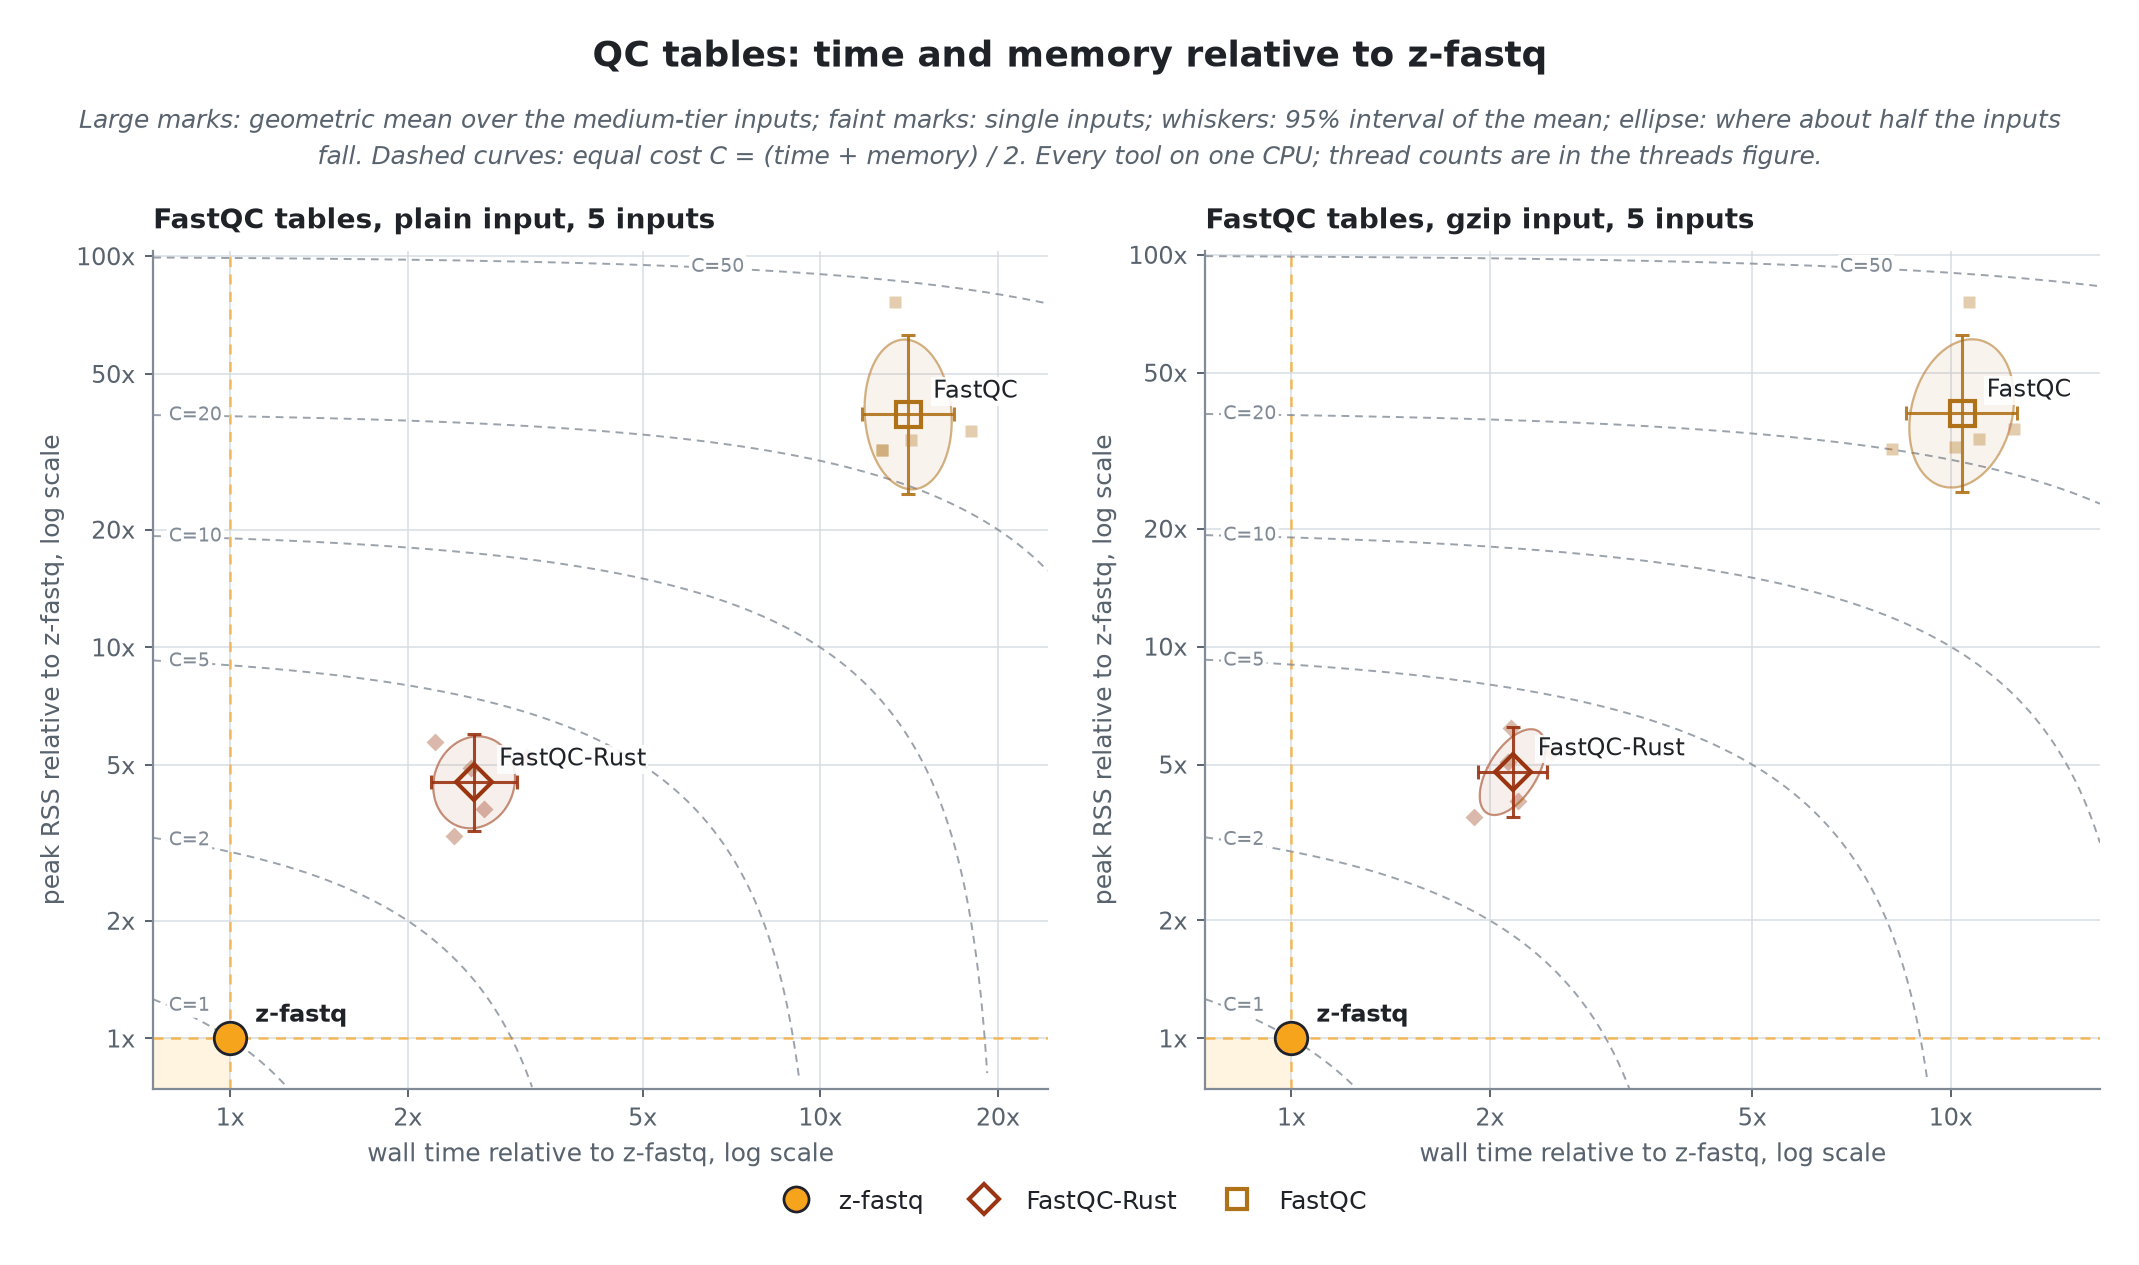 QC tables: time and memory relative to z-fastq
Large marks: geometric mean over the medium-tier inputs; faint marks: single inputs; whiskers: 95% interval of the mean; ellipse: where about half the inputs
fall. Dashed curves: equal cost C = (time + memory) / 2. Every tool on one CPU; thread counts are in the threads figure.
FastQC tables, plain input, 5 inputs
peak RSS relative to z-fastq, log scale
100x
50x
20x
10x
5x
2x
1x
C=50
C=20
C=10
C=5
C=2
C=1
FastQC
FastQC-Rust
z-fastq
1x
2x
5x
10x
20x
wall time relative to z-fastq, log scale
FastQC tables, gzip input, 5 inputs
peak RSS relative to z-fastq, log scale
100x
50x
20x
10x
5x
2x
1x
C=50
C=20
C=10
C=5
C=2
C=1
FastQC
FastQC-Rust
z-fastq
1x
2x
5x
10x
wall time relative to z-fastq, log scale
z-fastq
FastQC-Rust
FastQC